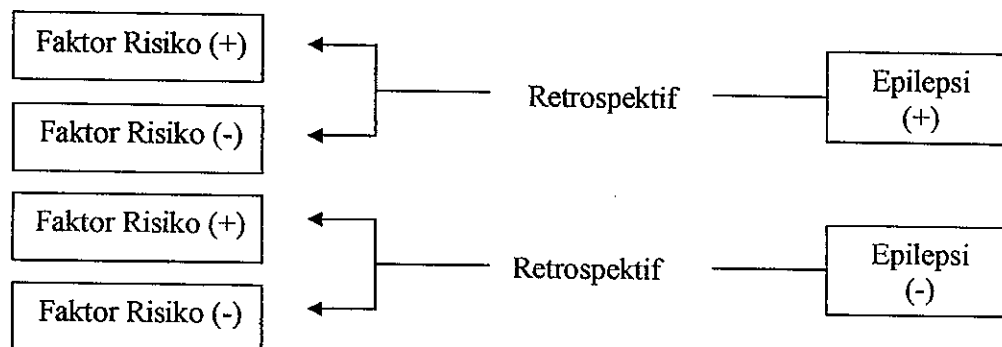 Faktor Risiko (+)
Faktor Risiko (-)
Retrospektif
Epilepsi
(+)
Faktor Risiko (+)
Faktor Risiko (-)
Retrospektif
Epilepsi
(-)